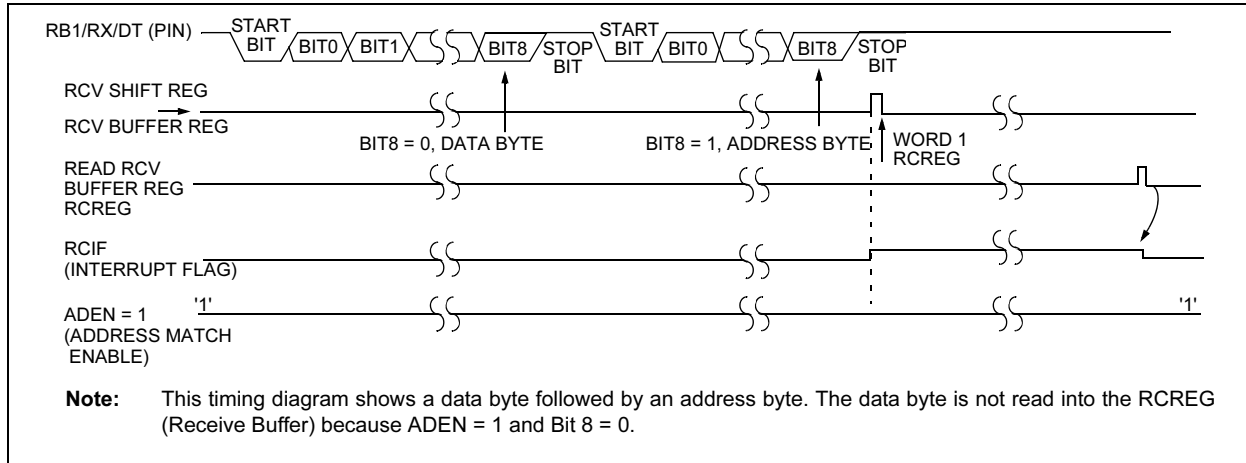 RB1/RX/DT (PIN)
START
BIT
BIT0
BIT1
BIT8
STOP
BIT
START
BIT
BIT0
BIT8
STOP
BIT
RCV SHIFT REG
RCV BUFFER REG
BIT8 = 0, DATA BYTE
BIT8 = 1, ADDRESS BYTE
WORD 1
RCREG
READ RCV
BUFFER REG
RCREG
RCIF
(INTERRUPT FLAG)
ADEN = 1
(ADDRESS MATCH
ENABLE)
'1'
'1'
Note: This timing diagram shows a data byte followed by an address byte. The data byte is not read into the RCREG
(Receive Buffer) because ADEN = 1 and Bit 8 = 0.